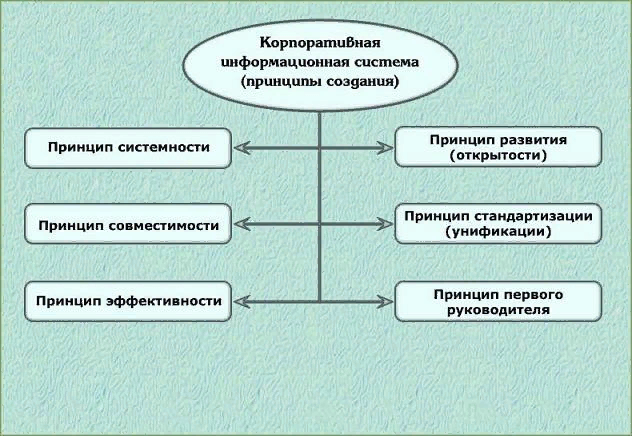 Корпоративная
информационная система
(принципы создания)
Принцип системности
Принцип развития
(открытости)
Принцип совместимости
Принцип стандартизации
(унификации)
Принцип эффективности
Принцип первого
руководителя